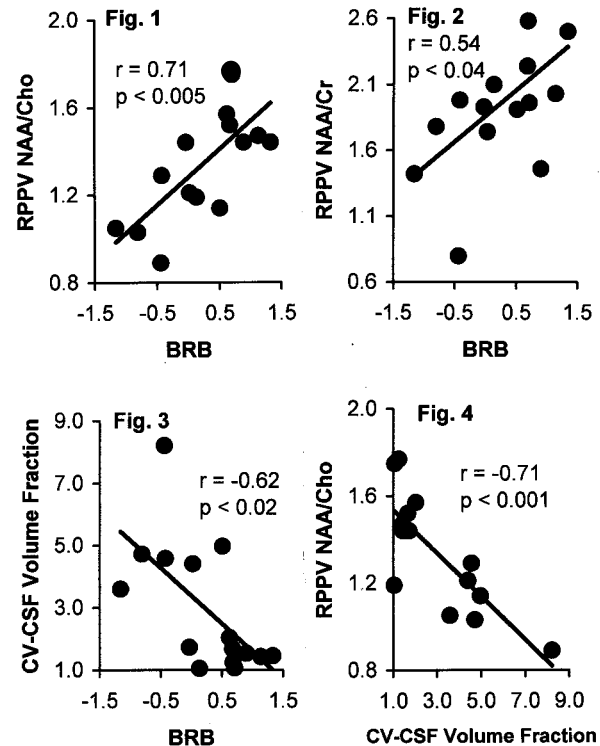 Fig. 1
r = 0.71
p < 0.005
2.0
1.6
1.2
0.8
RPPV NAA/Cho
-1.5 -0.5 0.5 1.5
BRB
Fig. 2
r = 0.54
p < 0.04
2.6
2.1
1.6
1.1
0.6
RPPV NAA/Cr
-1.5 -0.5 0.5 1.5
BRB
Fig. 3
r = -0.62
p < 0.02
9.0
7.0
5.0
3.0
1.0
CV-CSF Volume Fraction
-1.5 -0.5 0.5 1.5
BRB
Fig. 4
r = -0.71
p < 0.001
2.0
1.6
1.2
0.8
RPPV NAA/Cho
1.0 3.0 5.0 7.0 9.0
CV-CSF Volume Fraction